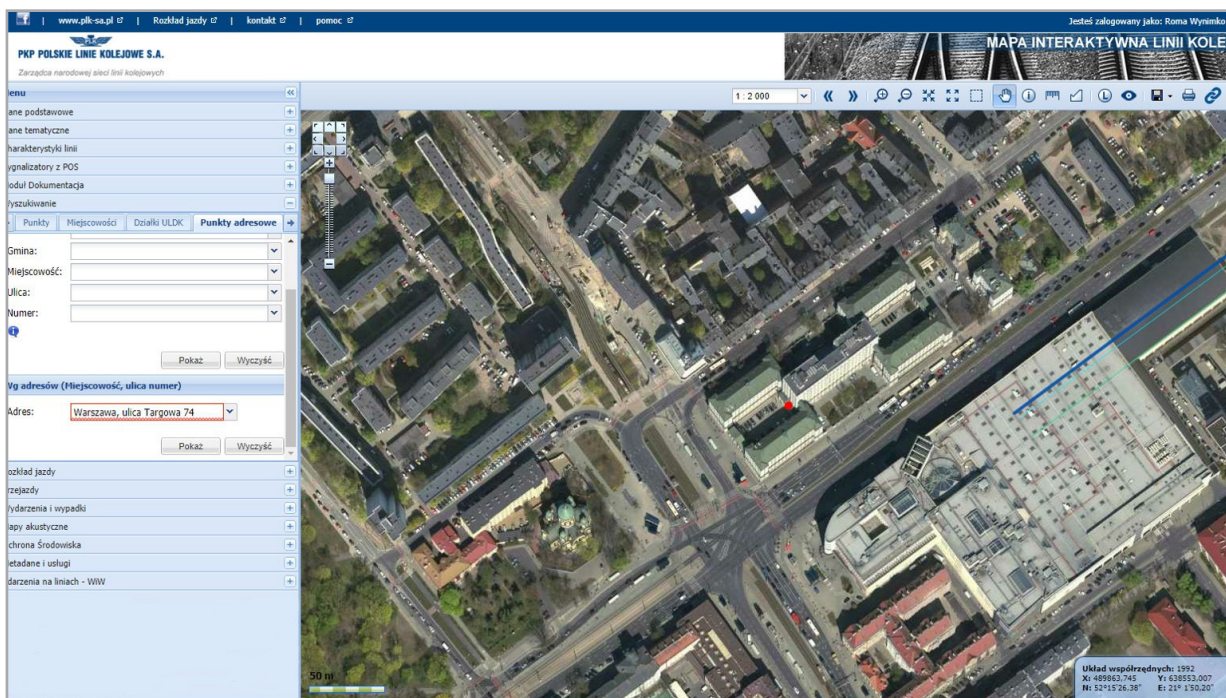 | www.plk-sa.pl | Rozkład jazdy | kontakt | pomoc
Jesteś zalogowany jako: Roma Wynimko
PKP POLSKIE LINIE KOLEJOWE S.A.
Zarządca narodowej sieci linii kolejowych
MAPA INTERAKTYWNA LINII KOLE
enu
1 : 2 000
ane podstawowe
ane tematyczne
harakterystyki linii
ygnalizatory z POS
oduł Dokumentacja
yszukiwanie
Punkty Miejscowości Działki ULDK Punkty adresowe
Gmina:
Miejscowość:
Ulica:
Numer:
Pokaż Wyczyść
Wg adresów (Miejscowość, ulica numer)
Adres: Warszawa, ulica Targowa 74
Pokaż Wyczyść
ozkład jazdy
rzejazdy
ydarzenia i wypadki
apy akustyczne
chrona Środowiska
etadane i usługi
darzenia na liniach - WiW
50 m
Układ współrzędnych: 1992
X: 489863,745 Y: 638553,007
N: 52°15'26.38" E: 21° 1'50,20"